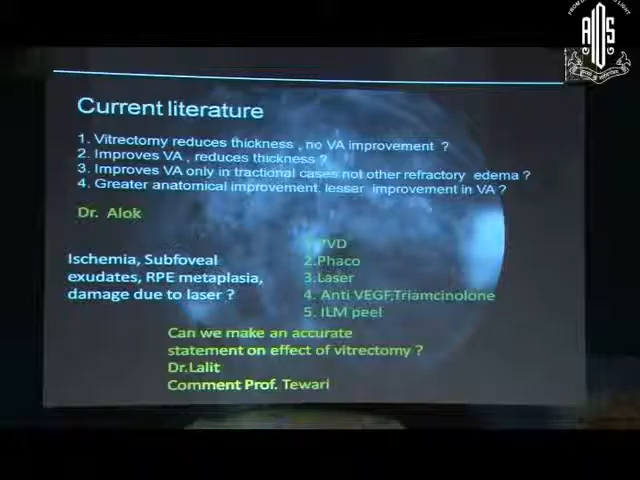 Current literature
1. Vitrectomy reduces thickness , no VA improvement ?
2. Improves VA , reduces thickness ?
3. Improves VA only in tractional cases not other refractory edema ?
4. Greater anatomical improvement. lesser improvement in VA ?
Dr. Alok
Ischemia, Subfoveal
exudates, RPE metaplasia,
damage due to laser ?
PVD
2.Phaco
3.Laser
4. Anti VEGF,Triamcinolone
5. ILM peel
Can we make an accurate
statement on effect of vitrectomy ?
Dr.Lalit
Comment Prof. Tewari